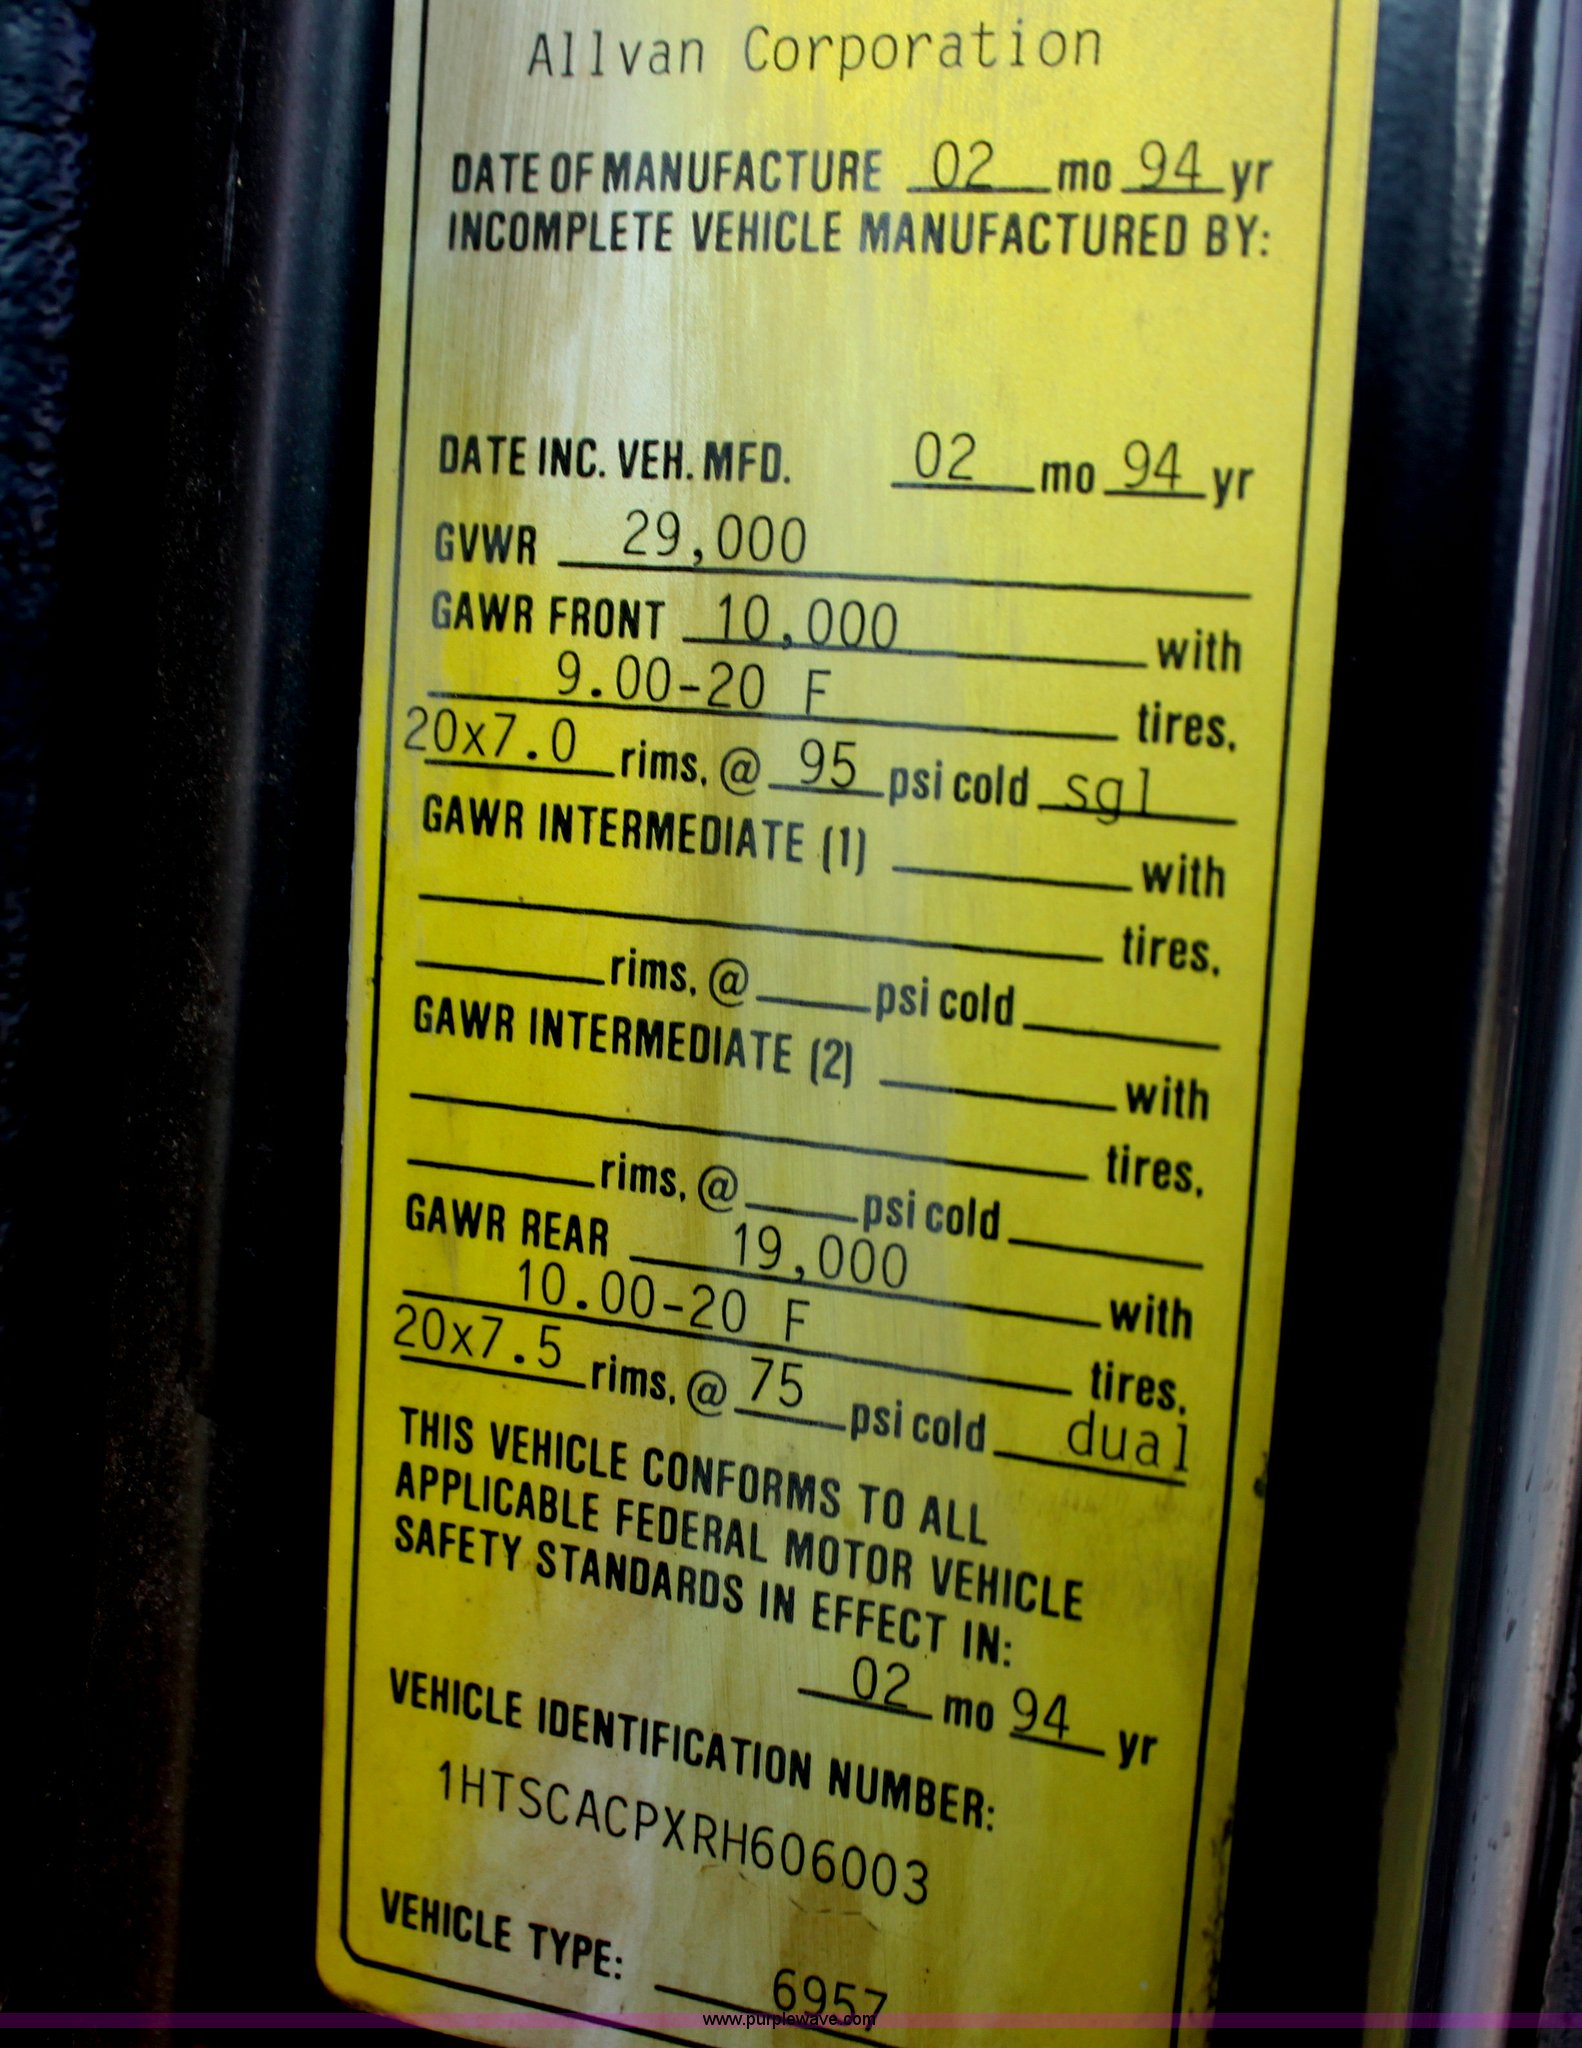 Allvan Corporation
DATE OF MANUFACTURE 02 mo 94 yr
INCOMPLETE VEHICLE MANUFACTURED BY:
DATE INC. VEH. MFD. 02 mo 94 yr
GVWR 29,000
GAWR FRONT 10,000 with
9.00-20 F tires,
20x7.0 rims, @ 95 psi cold sgl
GAWR INTERMEDIATE (1) with
tires,
rims, @ psi cold
GAWR INTERMEDIATE (2) with
tires,
rims, @ psi cold
GAWR REAR 19,000 with
10.00-20 F tires,
20x7.5 rims, @ 75 psi cold dual
THIS VEHICLE CONFORMS TO ALL
APPLICABLE FEDERAL MOTOR VEHICLE
SAFETY STANDARDS IN EFFECT IN:
02 mo 94 yr
VEHICLE IDENTIFICATION NUMBER:
1HTSCACPXRH606003
VEHICLE TYPE: 6957
www.purplewave.com